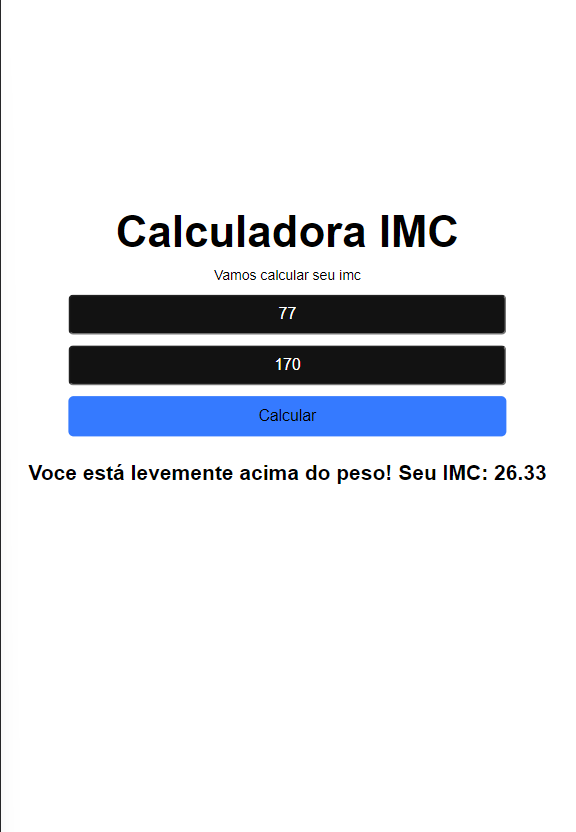 Calculadora IMC
Vamos calcular seu imc
77
170
Calcular
Voce está levemente acima do peso! Seu IMC: 26.33